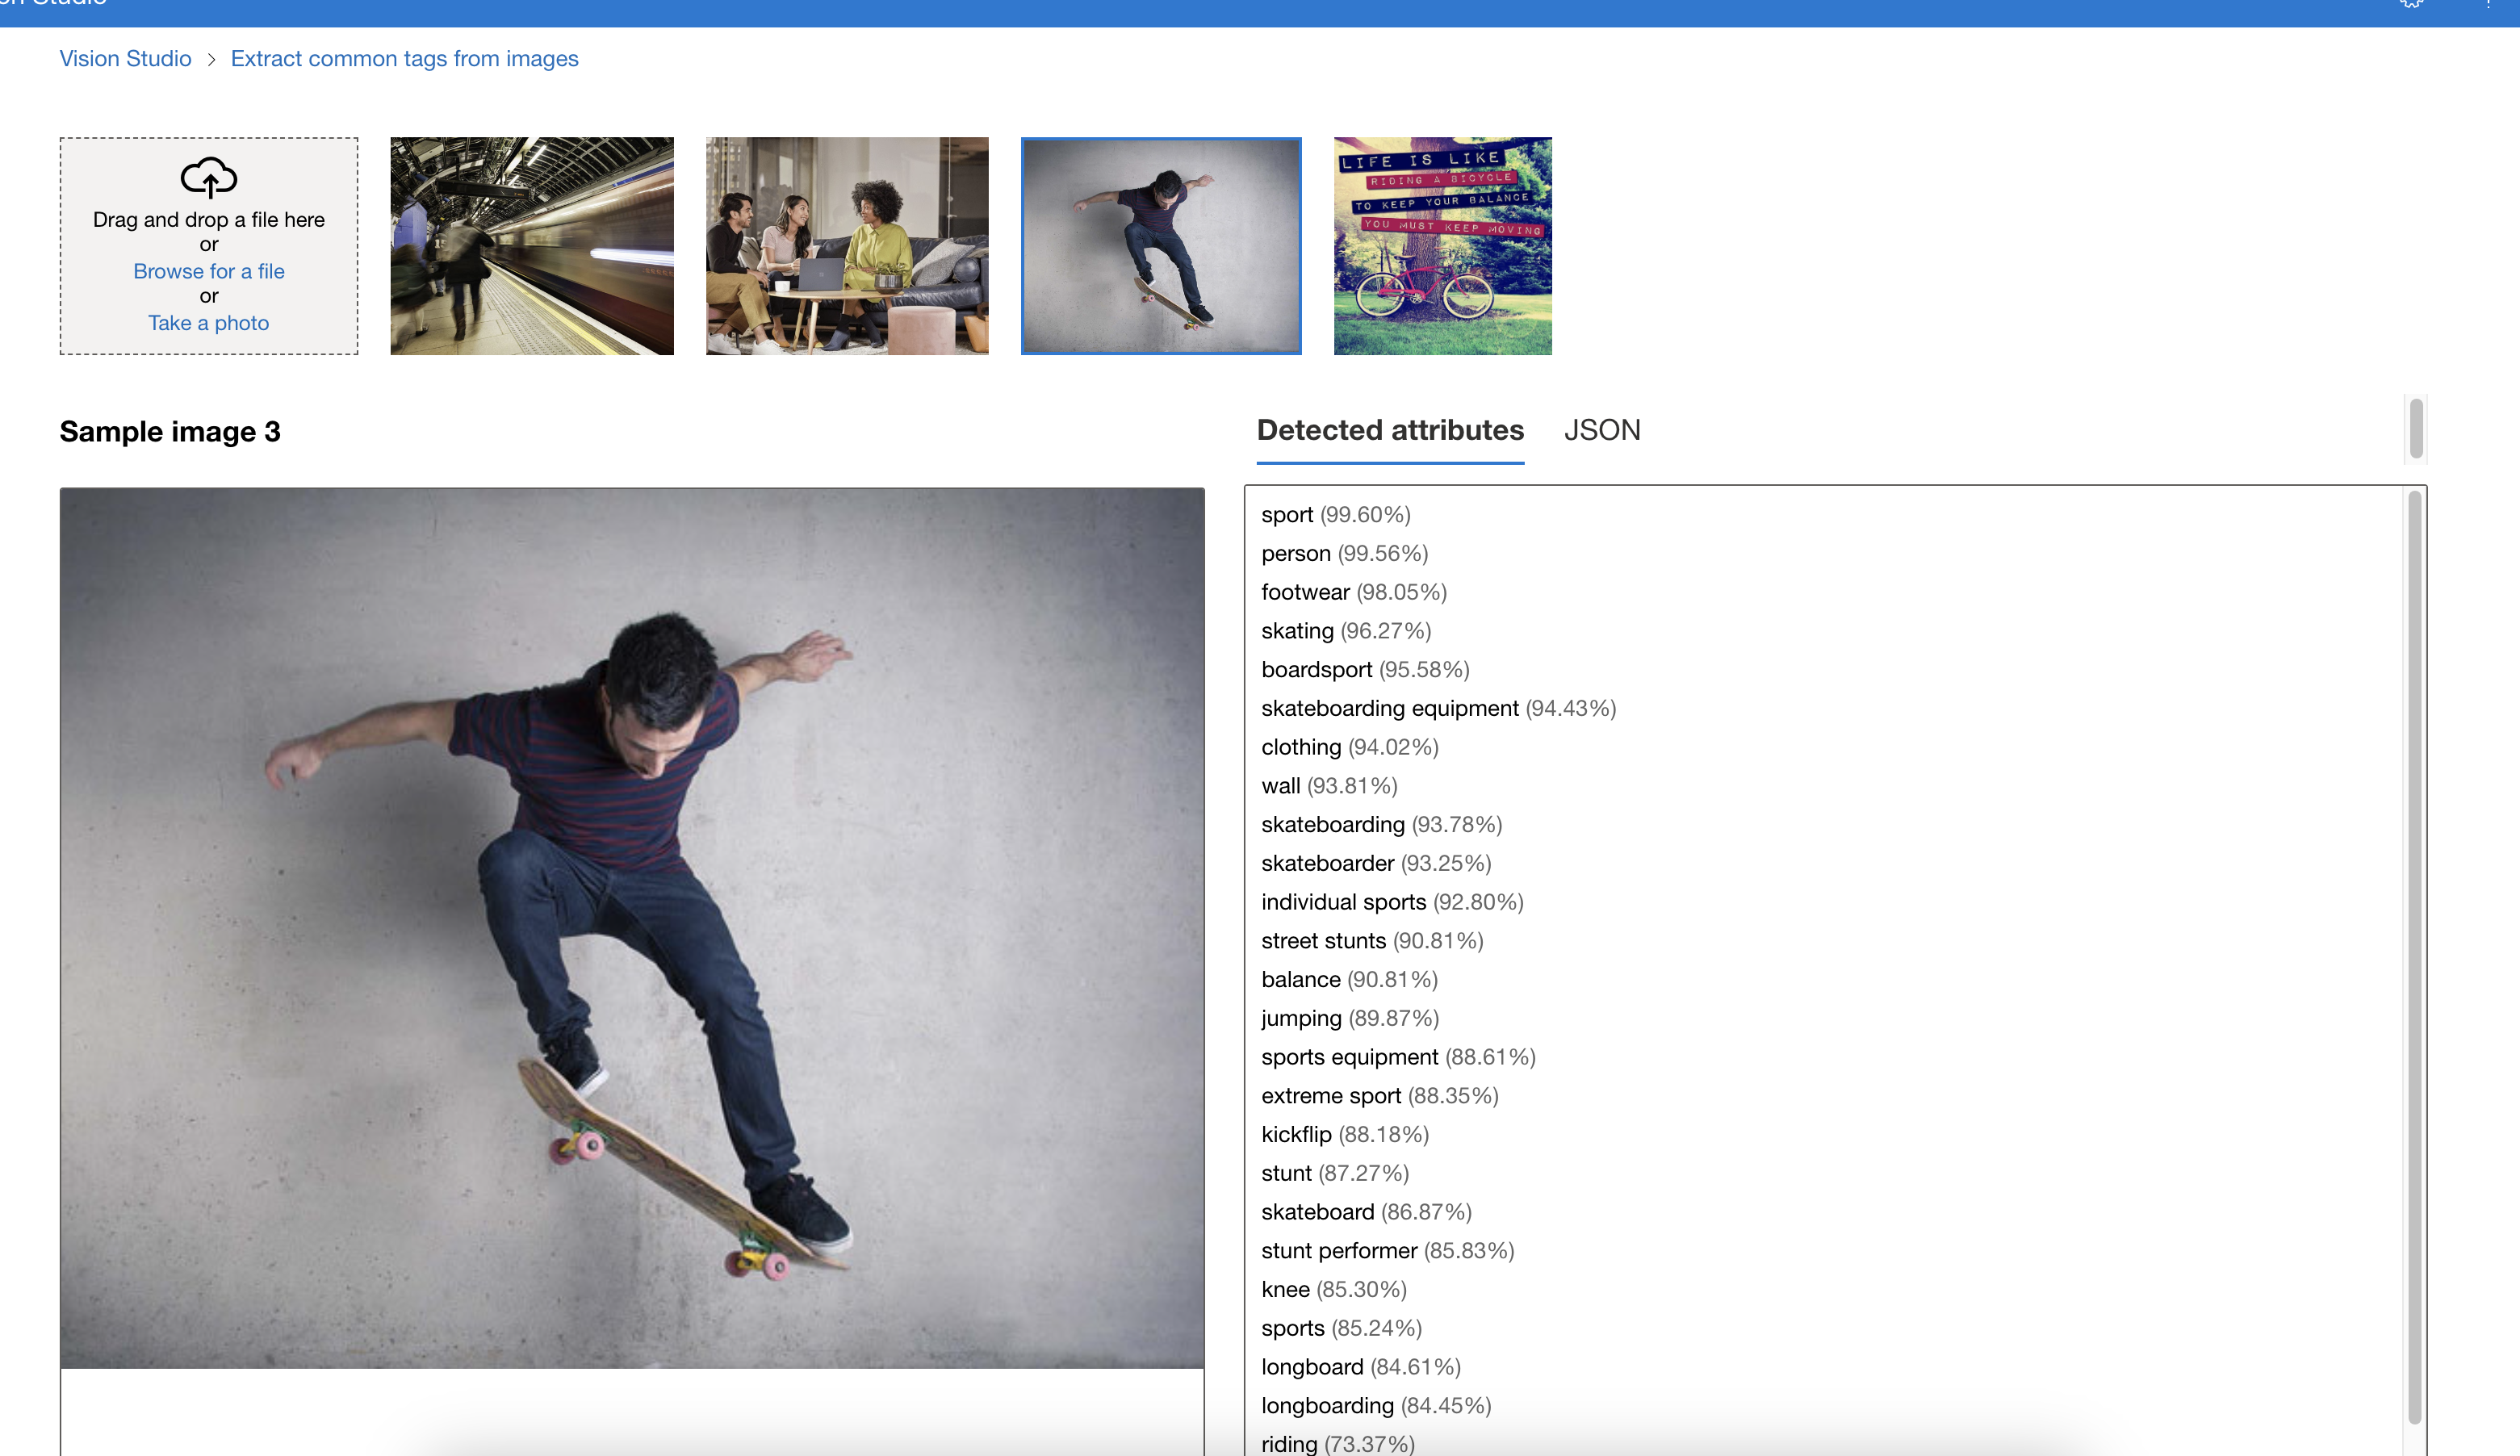 on Studio
Vision Studio > Extract common tags from images
Drag and drop a file here
or
Browse for a file
or
Take a photo
LIFE IS LIKE
RIDING A BICYCLE
TO KEEP YOUR BALANCE
YOU MUST KEEP MOVING
Sample image 3
Detected attributes JSON
sport (99.60%)
person (99.56%)
footwear (98.05%)
skating (96.27%)
boardsport (95.58%)
skateboarding equipment (94.43%)
clothing (94.02%)
wall (93.81%)
skateboarding (93.78%)
skateboarder (93.25%)
individual sports (92.80%)
street stunts (90.81%)
balance (90.81%)
jumping (89.87%)
sports equipment (88.61%)
extreme sport (88.35%)
kickflip (88.18%)
stunt (87.27%)
skateboard (86.87%)
stunt performer (85.83%)
knee (85.30%)
sports (85.24%)
longboard (84.61%)
longboarding (84.45%)
riding (73.37%)